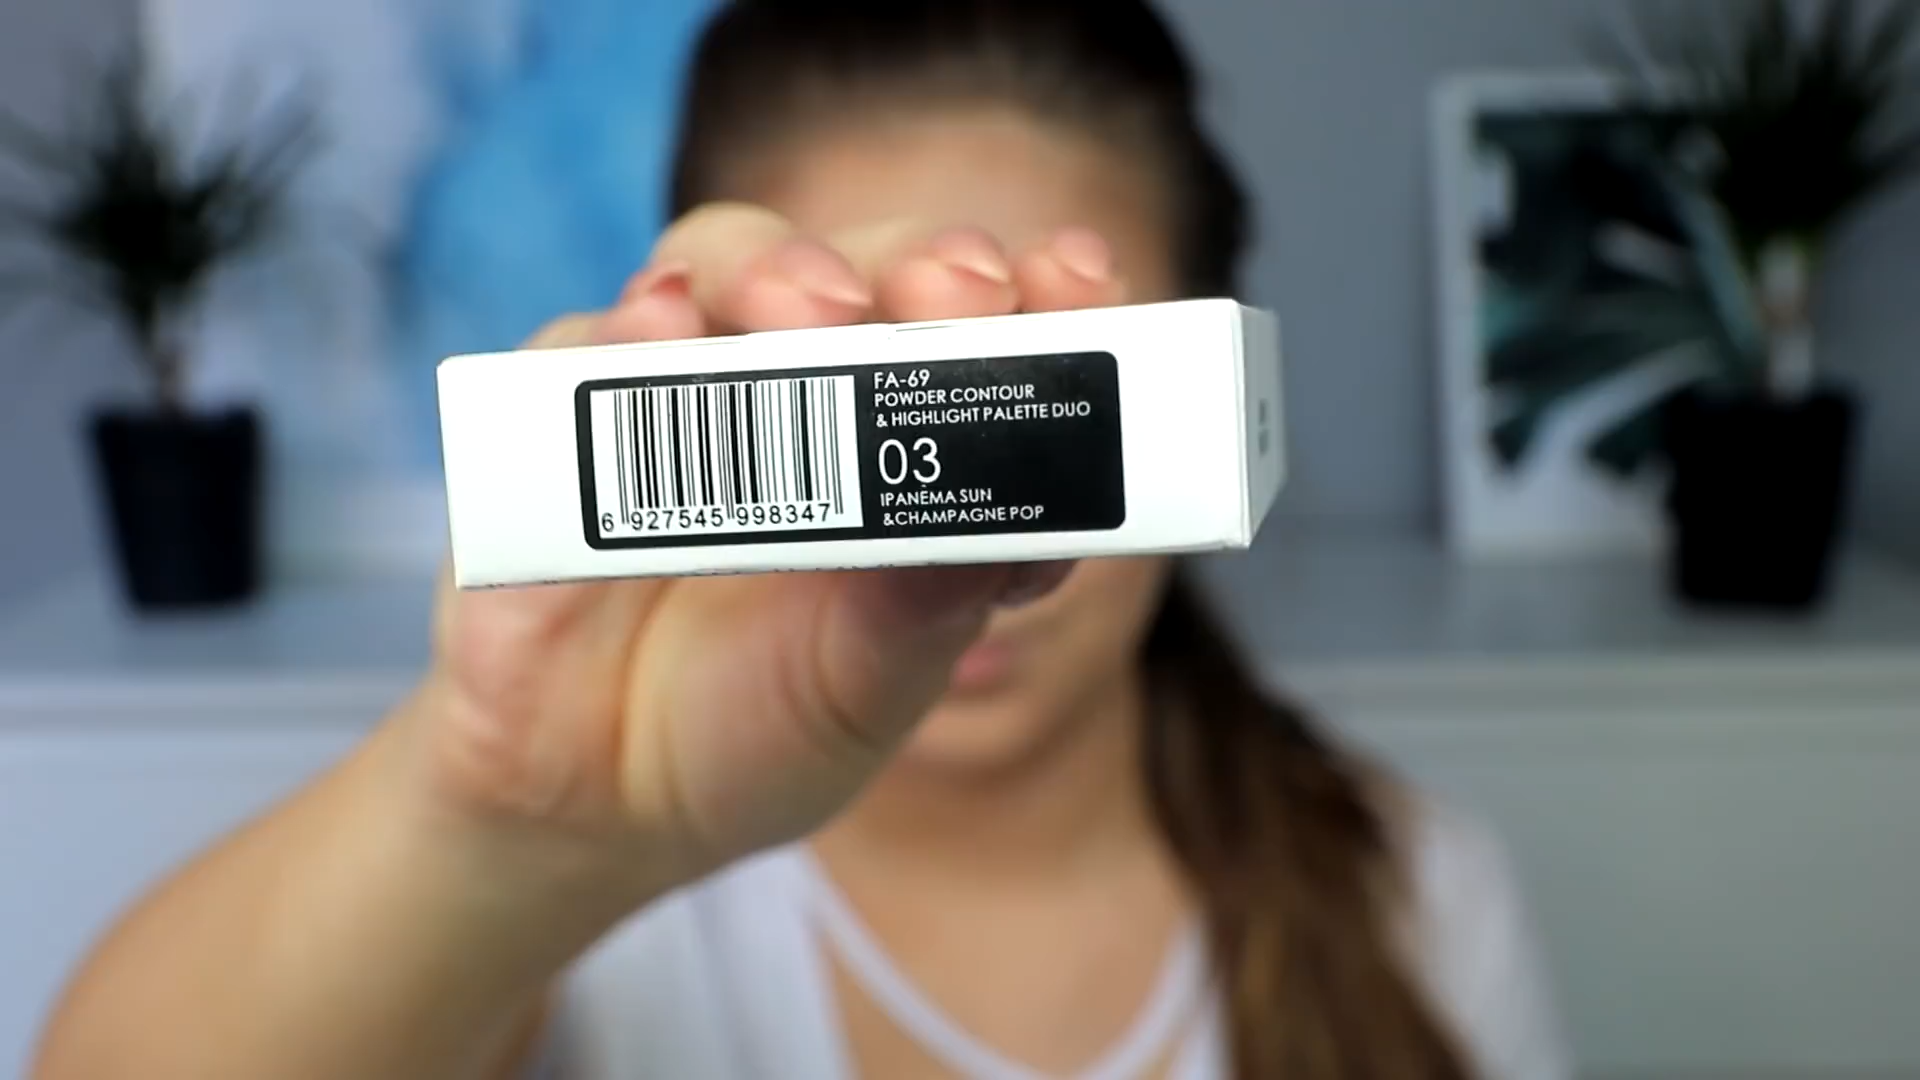 6 927545 998347
FA-69
POWDER CONTOUR
& HIGHLIGHT PALETTE DUO
03
IPANEMA SUN
&CHAMPAGNE POP